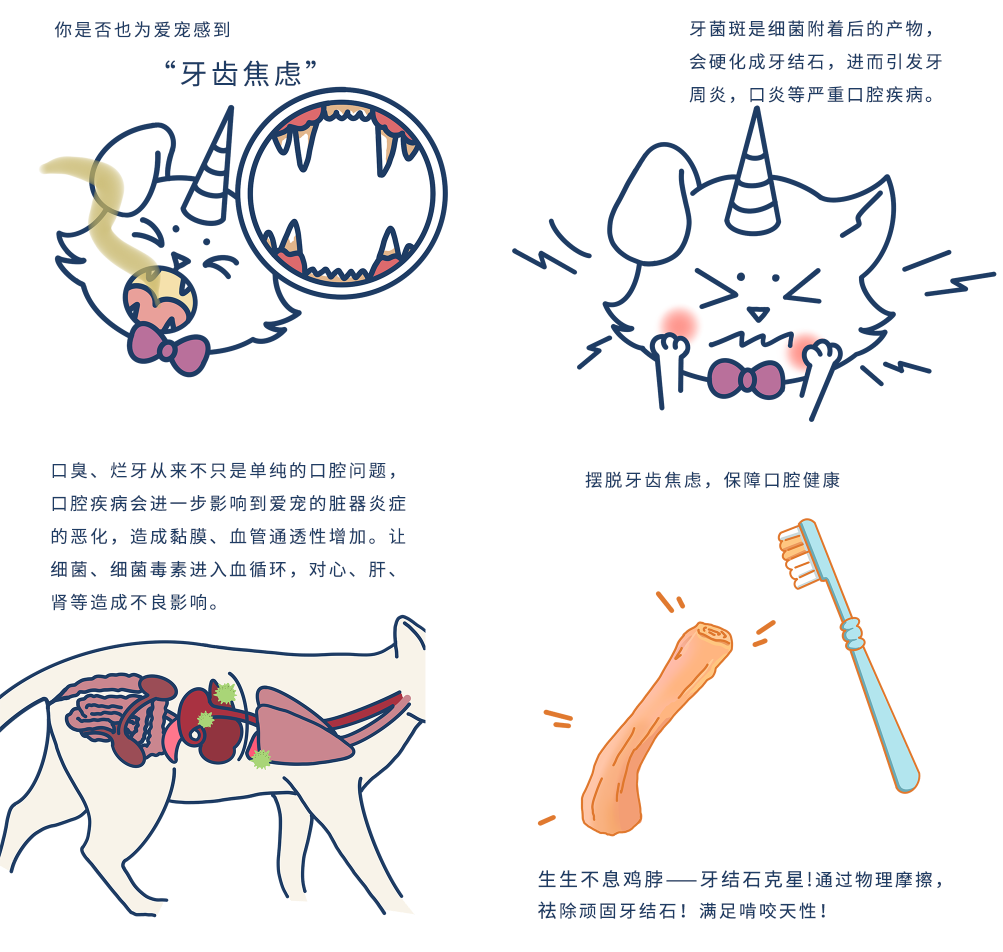 你是否也为爱宠感到
“牙齿焦虑”
牙菌斑是细菌附着后的产物，
会硬化成牙结石，进而引发牙
周炎，口炎等严重口腔疾病。
口臭、烂牙从来不只是单纯的口腔问题，
口腔疾病会进一步影响到爱宠的脏器炎症
的恶化，造成黏膜、血管通透性增加。让
细菌、细菌毒素进入血循环，对心、肝、
肾等造成不良影响。
摆脱牙齿焦虑，保障口腔健康
生生不息鸡脖——牙结石克星!通过物理摩擦，
祛除顽固牙结石！满足啃咬天性！